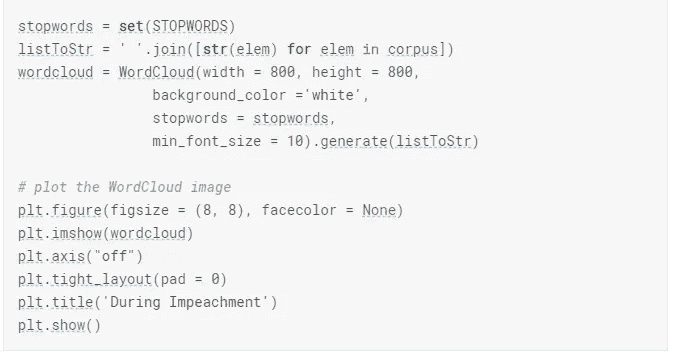 stopwords = set(STOPWORDS)
listToStr = ' '.join([str(elem) for elem in corpus])
wordcloud = WordCloud(width = 800, height = 800,
background_color ='white',
stopwords = stopwords,
min_font_size = 10).generate(listToStr)
# plot the WordCloud image
plt.figure(figsize = (8, 8), facecolor = None)
plt.imshow(wordcloud)
plt.axis("off")
plt.tight_layout(pad = 0)
plt.title('During Impeachment')
plt.show()